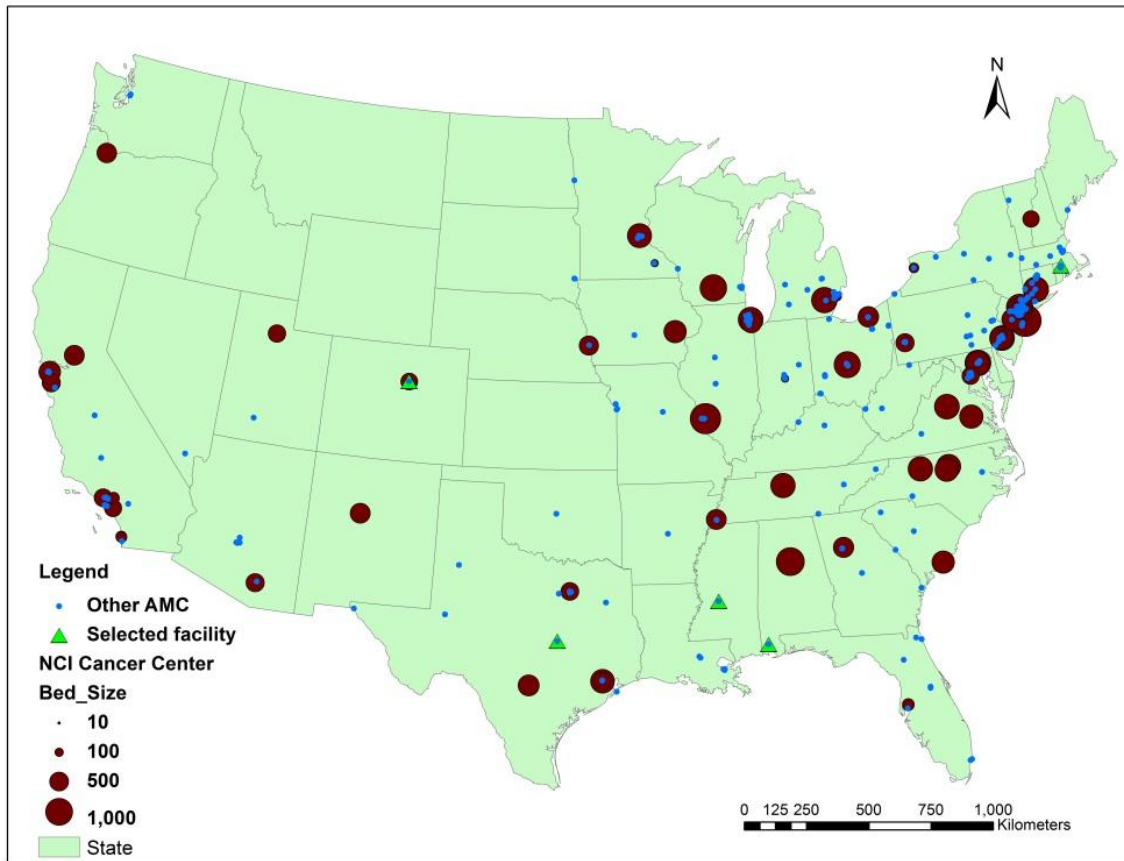 N
Legend
Other AMC
Selected facility
NCI Cancer Center
Bed_Size
10
100
500
1,000
State
0 125 250 500 750 1,000
Kilometers